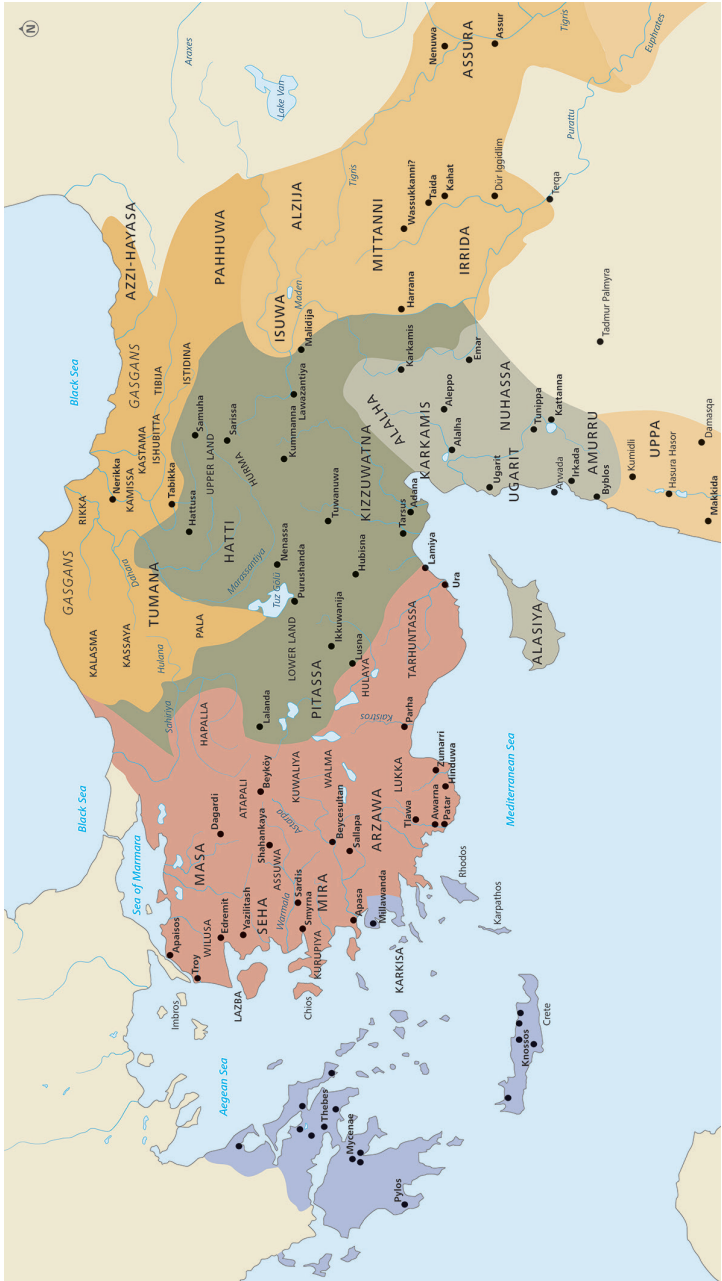 N
Black Sea
Black Sea
Sea of Marmara
Aegean Sea
Mediterranean Sea
Araxes
Lake Van
Tigris
Tigris
Euphrates
Purattu
Maden
GASGANS
GASGANS
RIKKA
KALASMA
KASSAYA
TUMANA
PALA
Dahara
Hulana
Sahiriya
Nerikka
KAMISSA
KASTAMA
ISHUBITTA
TIBIJA
ISTIDINA
AZZI-HAYASA
PAHHUWA
Tabikka
Hattusa
Samuha
Sarissa
UPPER LAND
HURMA
HATTI
Marassantiya
Nenassa
Tuz Gölü
Purushanda
Kummanna
Lawazantiya
Malidija
ISUWA
ALZIJA
MITTANNI
IRRIDA
ASSURA
Nenuwa
Assur
Wassukkanni?
Taida
Kahat
Dūr Iggidlim
Terqa
Harrana
Karkamis
Emar
Tadmur Palmyra
LOWER LAND
PITASSA
Lalanda
Ikkuwanija
Lusna
HULAYA
Hubisna
Tuwanuwa
KIZZUWATNA
Tarsus
Adana
Lamiya
Ura
TARHUNTASSA
ALALHA
KARKAMIS
Alalha
Aleppo
NUHASSA
Ugarit
UGARIT
Tunippa
Kattanna
Arwada
Irkada
AMURRU
Byblos
Kumidli
UPPA
Hasura Hasor
Damasqa
Makkida
ALASIYA
HAPALLA
MASA
Dagardi
ATAPALI
Beyköy
KUWALIYA
WALMA
Astarpa
Shahankaya
ASSUWA
Beycesultan
Sallapa
ARZAWA
LUKKA
Kaistros
Parha
Tlawa
Awarna
Patar
Zumarri
Hinduwa
Apaisos
Troy
WILUSA
Edremit
Yazilitash
SEHA
Warmala
Sardis
Smyrna
MIRA
KURUPIYA
Apasa
Millawanda
KARKISA
Imbros
LAZBA
Chios
Rhodos
Karpathos
Crete
Knossos
Thebes
Mycenae
Pylos